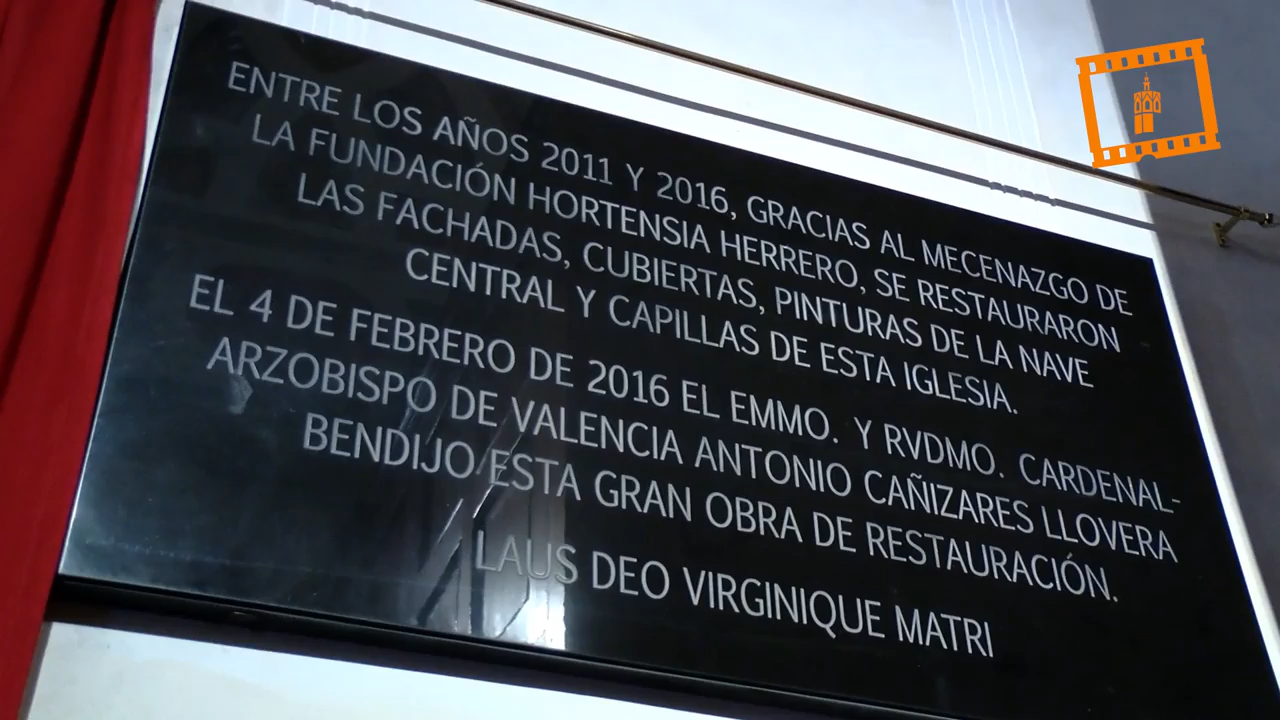 ENTRE LOS AÑOS 2011 Y 2016, GRACIAS AL MECENAZGO DE
LA FUNDACIÓN HORTENSIA HERRERO, SE RESTAURARON
LAS FACHADAS, CUBIERTAS, PINTURAS DE LA NAVE
CENTRAL Y CAPILLAS DE ESTA IGLESIA.
EL 4 DE FEBRERO DE 2016 EL EMMO. Y RVDMO. CARDENAL-
ARZOBISPO DE VALENCIA ANTONIO CAÑIZARES LLOVERA
BENDIJO ESTA GRAN OBRA DE RESTAURACIÓN.
LAUS DEO VIRGINIQUE MATRI